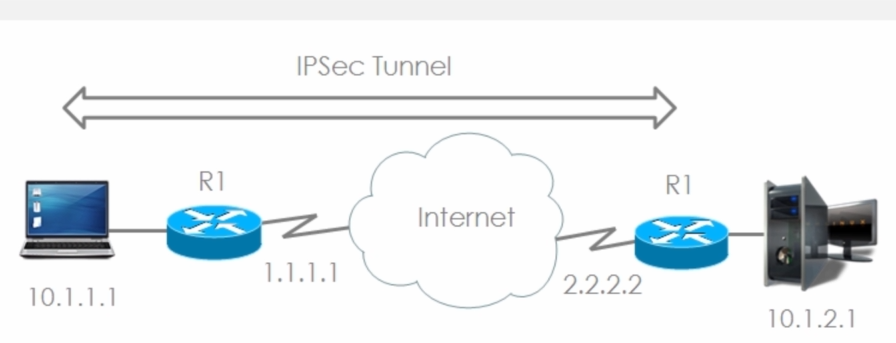 IPSec Tunnel
R1
R1
Internet
1.1.1.1
2.2.2.2
10.1.1.1
10.1.2.1